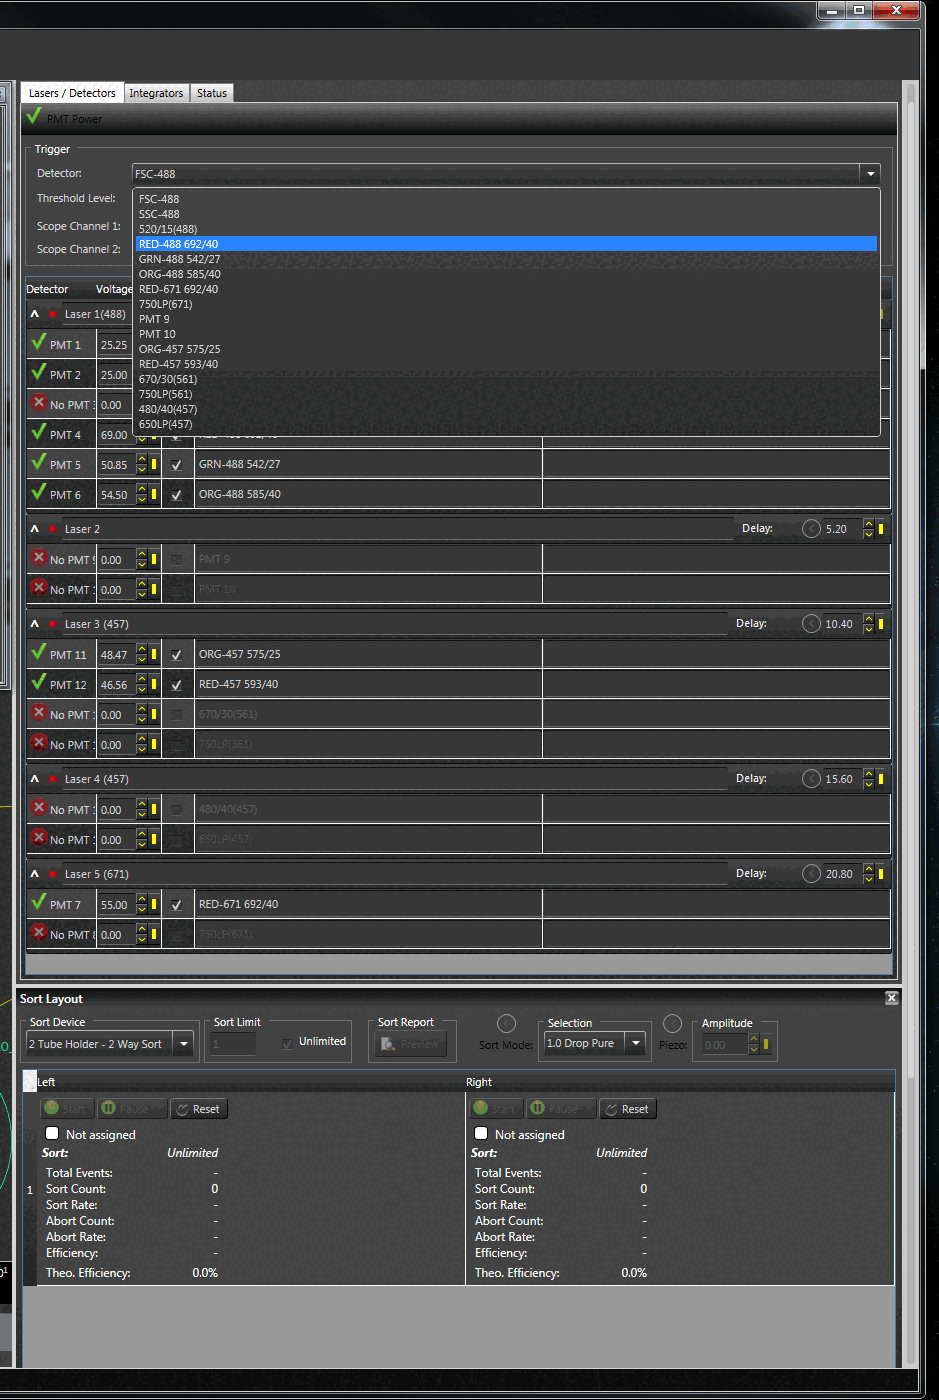 Lasers / Detectors Integrators Status
PMT Power
Trigger
Detector: FSC-488
Threshold Level:
Scope Channel 1:
Scope Channel 2:
FSC-488
SSC-488
520/15(488)
RED-488 692/40
GRN-488 542/27
ORG-488 585/40
RED-671 692/40
750LP(671)
PMT 9
PMT 10
ORG-457 575/25
RED-457 593/40
670/30(561)
750LP(561)
480/40(457)
650LP(457)
Detector Voltage
Laser 1(488)
PMT 1 25.25
PMT 2 25.00
No PMT 0.00
PMT 4 69.00
PMT 5 50.85 GRN-488 542/27
PMT 6 54.50 ORG-488 585/40
Laser 2 Delay: 5.20
No PMT 0.00 PMT 9
No PMT 0.00 PMT 10
Laser 3 (457) Delay: 10.40
PMT 11 48.47 ORG-457 575/25
PMT 12 46.56 RED-457 593/40
No PMT 0.00 670/30(561)
No PMT 0.00 750LP(561)
Laser 4 (457) Delay: 15.60
No PMT 0.00 480/40(457)
No PMT 0.00 650LP(457)
Laser 5 (671) Delay: 20.80
PMT 7 55.00 RED-671 692/40
No PMT 0.00 750LP(671)
Sort Layout
Sort Device Sort Limit Sort Report Selection Amplitude
2 Tube Holder - 2 Way Sort 1 Unlimited Preview Sort Mode: 1.0 Drop Pure Piezo: 0.00
Left Right
Start Pause Reset Start Pause Reset
Not assigned Not assigned
Sort: Unlimited Sort: Unlimited
Total Events: - Total Events: -
1 Sort Count: 0 Sort Count: 0
Sort Rate: - Sort Rate: -
Abort Count: - Abort Count: -
Abort Rate: - Abort Rate: -
Efficiency: - Efficiency: -
Theo. Efficiency: 0.0% Theo. Efficiency: 0.0%